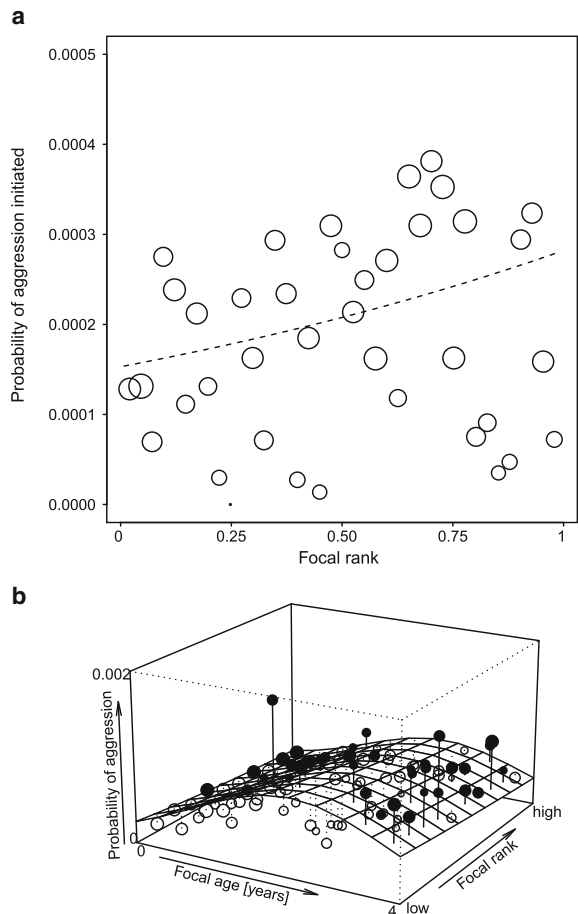 a
Probability of aggression initiated
0.0005
0.0004
0.0003
0.0002
0.0001
0.0000
0 0.25 0.50 0.75 1
Focal rank
b
0.002
Probability of aggression
0
0
Focal age [years]
4
low
Focal rank
high